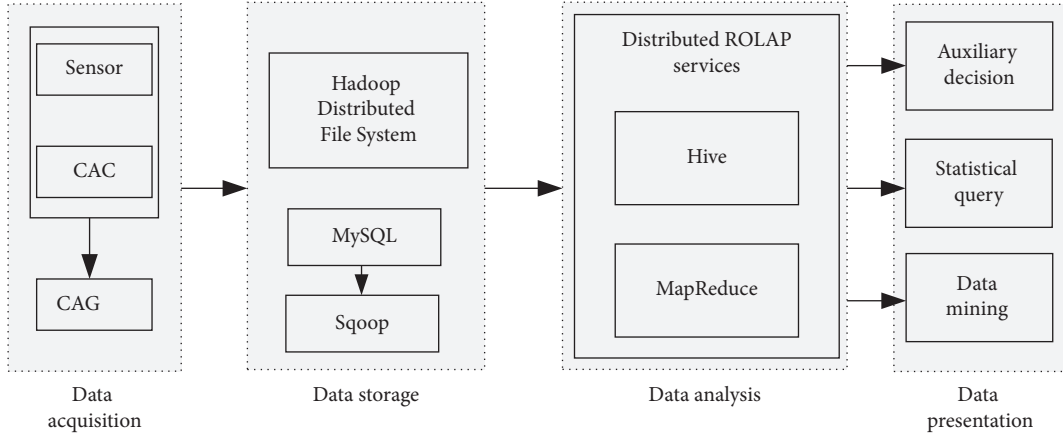 Sensor
CAC
CAG
Data
acquisition
Hadoop
Distributed
File System
MySQL
Sqoop
Data storage
Distributed ROLAP
services
Hive
MapReduce
Data analysis
Auxiliary
decision
Statistical
query
Data
mining
Data
presentation